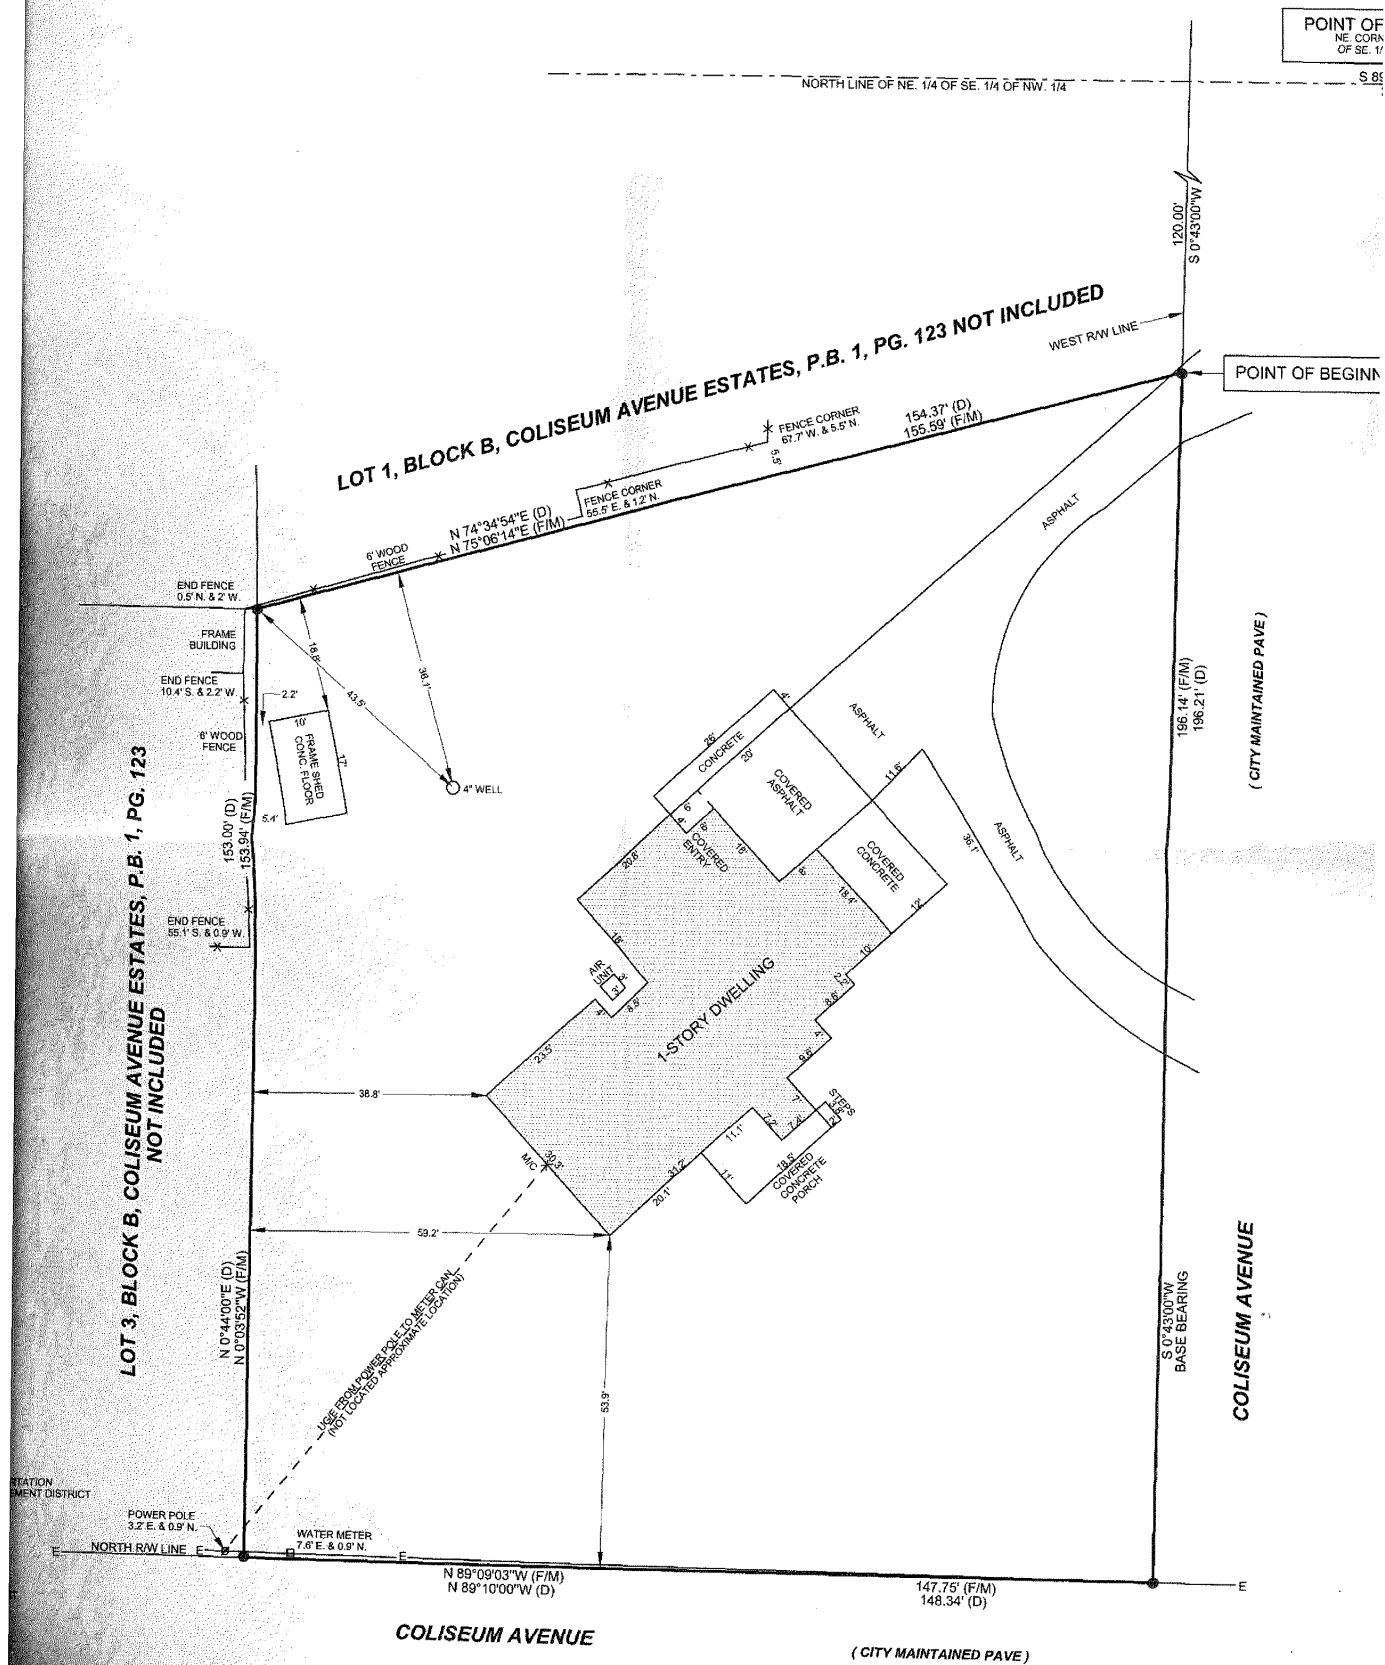 POINT OF
NE. CORN
OF SE. 1/
S 89
NORTH LINE OF NE. 1/4 OF SE. 1/4 OF NW. 1/4
120.00'
S 0°43'00"W
LOT 1, BLOCK B, COLISEUM AVENUE ESTATES, P.B. 1, PG. 123 NOT INCLUDED
WEST R/W LINE
POINT OF BEGINN
FENCE CORNER
67.7' W. & 5.5' N.
154.37' (D)
155.59' (F/M)
5.5'
FENCE CORNER
55.5' E. & 1.2' N.
N 74°34'54"E (D)
N 75°06'14"E (F/M)
6' WOOD
FENCE
ASPHALT
END FENCE
0.5' N. & 2' W.
FRAME
BUILDING
16.8'
36.1'
43.5'
END FENCE
10.4' S. & 2.2' W.
2.2'
10'
17'
FRAME SHED
CONC. FLOOR
5.4'
6' WOOD
FENCE
4" WELL
( CITY MAINTAINED PAVE )
196.14' (F/M)
196.21' (D)
4'
26'
CONCRETE
20'
ASPHALT
COVERED
ASPHALT
11.6'
6'
4'
6'
COVERED
ENTRY
18'
6'
COVERED
CONCRETE
18.4'
12'
36.1'
ASPHALT
20.8'
153.00' (D)
153.94' (F/M)
LOT 3, BLOCK B, COLISEUM AVENUE ESTATES, P.B. 1, PG. 123
NOT INCLUDED
END FENCE
55.1' S. & 0.9' W.
18'
AIR
UNIT
3'
3'
4'
8.5'
10'
2.2'
8.6'
4'
9.6'
1-STORY DWELLING
23.5'
38.8'
7'
STEPS
3.8'
2'
7.4'
7.2'
11.1'
18.5'
COVERED
CONCRETE
PORCH
11'
31.2'
20.1'
30.3'
M/C
59.2'
53.9'
UG/E FROM POWER POLE TO METER CAN
(NOT LOCATED APPROXIMATE LOCATION)
N 0°44'00"E (D)
N 0°03'52"W (F/M)
S 0°43'00"W
BASE BEARING
COLISEUM AVENUE
MENT DISTRICT
POWER POLE
3.2' E. & 0.9' N.
E
NORTH R/W LINE
E
WATER METER
7.6' E. & 0.9' N.
E
N 89°09'03"W (F/M)
N 89°10'00"W (D)
147.75' (F/M)
148.34' (D)
E
COLISEUM AVENUE
( CITY MAINTAINED PAVE )